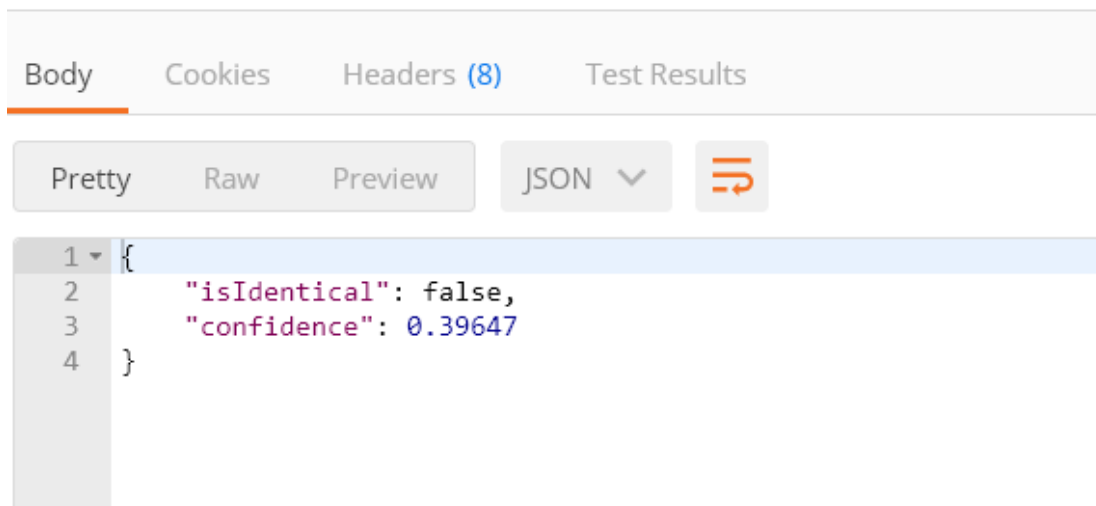 Body Cookies Headers (8) Test Results
Pretty Raw Preview JSON
1 {
2 "isIdentical": false,
3 "confidence": 0.39647
4 }